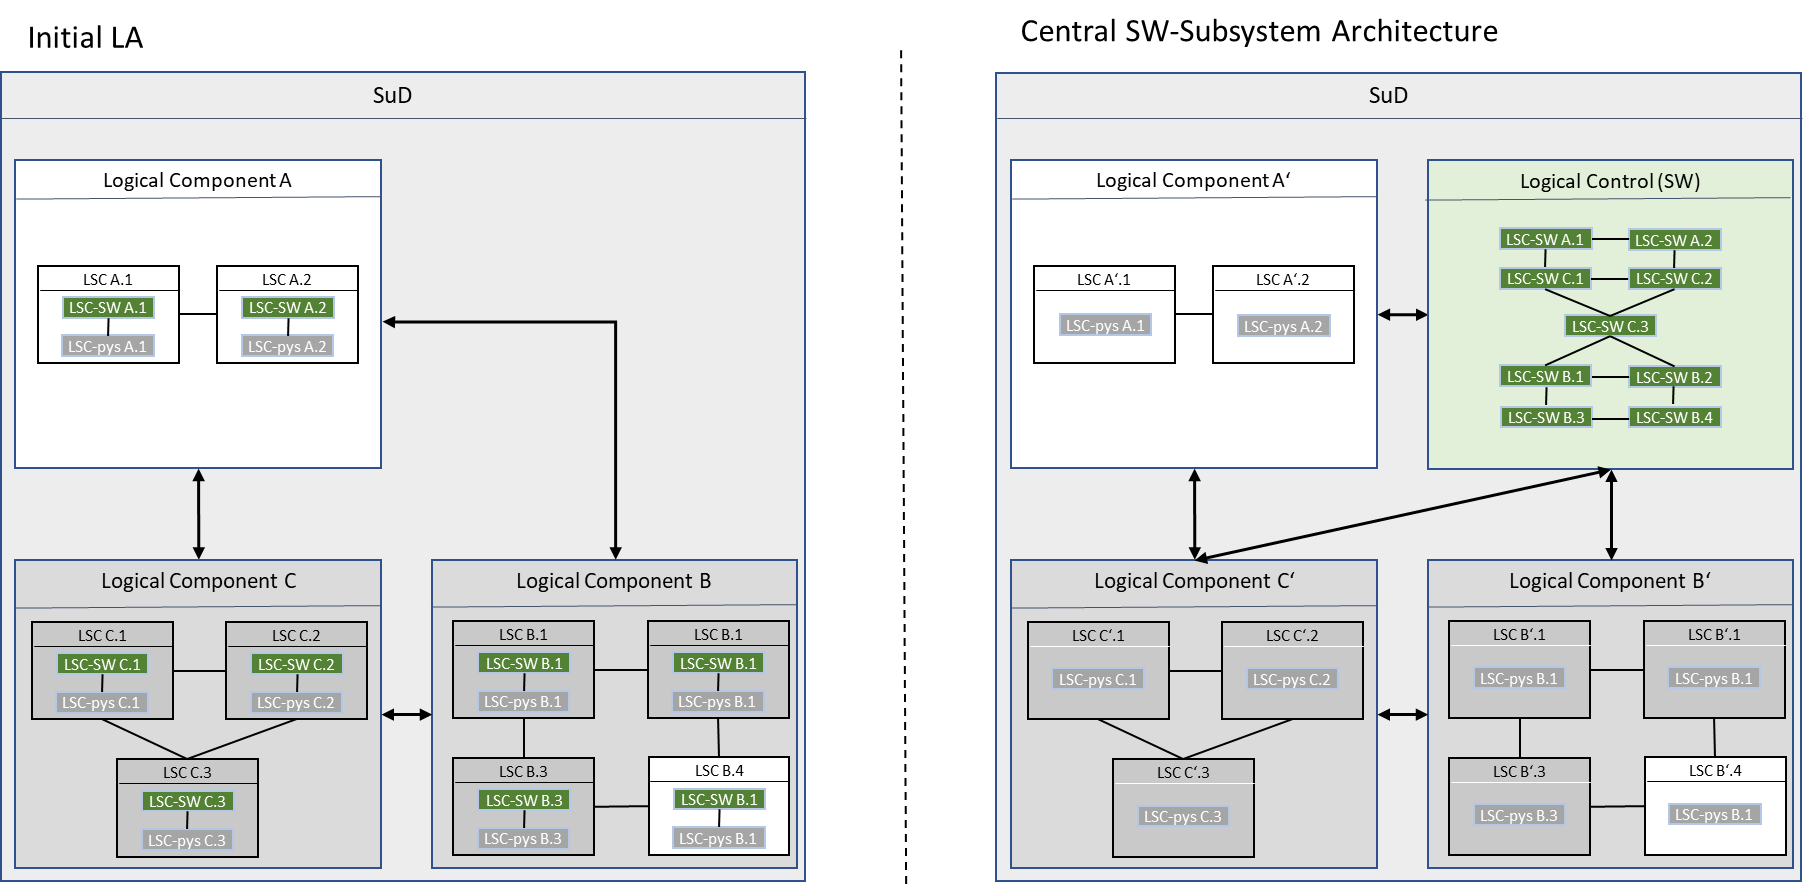 Initial LA
SuD
Logical Component A
LSC A.1
LSC-SW A.1
LSC-pys A.1
LSC A.2
LSC-SW A.2
LSC-pys A.2
Logical Component C
LSC C.1
LSC-SW C.1
LSC-pys C.1
LSC C.2
LSC-SW C.2
LSC-pys C.2
LSC C.3
LSC-SW C.3
LSC-pys C.3
Logical Component B
LSC B.1
LSC-SW B.1
LSC-pys B.1
LSC B.1
LSC-SW B.1
LSC-pys B.1
LSC B.3
LSC-SW B.3
LSC-pys B.3
LSC B.4
LSC-SW B.1
LSC-pys B.1
Central SW-Subsystem Architecture
SuD
Logical Component A‘
LSC A‘.1
LSC-pys A.1
LSC A‘.2
LSC-pys A.2
Logical Control (SW)
LSC-SW A.1
LSC-SW A.2
LSC-SW C.1
LSC-SW C.2
LSC-SW C.3
LSC-SW B.1
LSC-SW B.2
LSC-SW B.3
LSC-SW B.4
Logical Component C‘
LSC C‘.1
LSC-pys C.1
LSC C‘.2
LSC-pys C.2
LSC C‘.3
LSC-pys C.3
Logical Component B‘
LSC B‘.1
LSC-pys B.1
LSC B‘.1
LSC-pys B.1
LSC B‘.3
LSC-pys B.3
LSC B‘.4
LSC-pys B.1